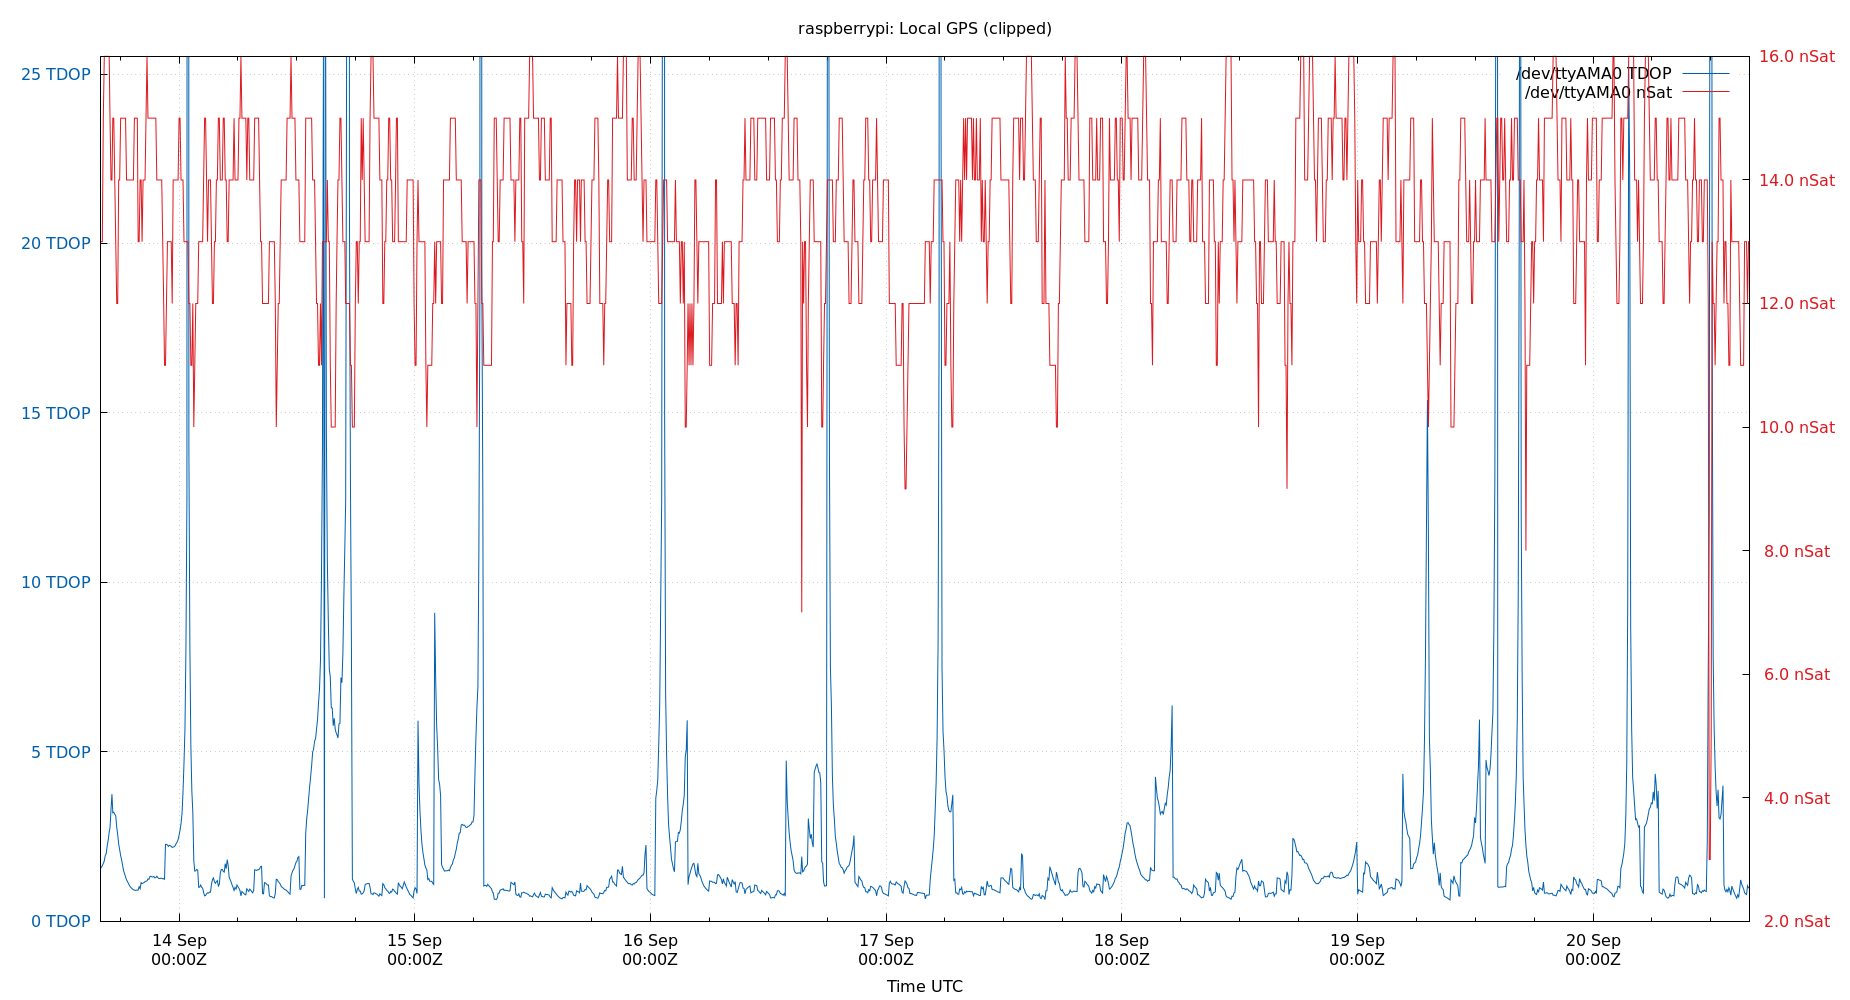 raspberrypi: Local GPS (clipped)
25 TDOP
20 TDOP
15 TDOP
10 TDOP
5 TDOP
0 TDOP
16.0 nSat
14.0 nSat
12.0 nSat
10.0 nSat
8.0 nSat
6.0 nSat
4.0 nSat
2.0 nSat
/dev/ttyAMA0 TDOP
/dev/ttyAMA0 nSat
14 Sep
00:00Z
15 Sep
00:00Z
16 Sep
00:00Z
17 Sep
00:00Z
18 Sep
00:00Z
19 Sep
00:00Z
20 Sep
00:00Z
Time UTC